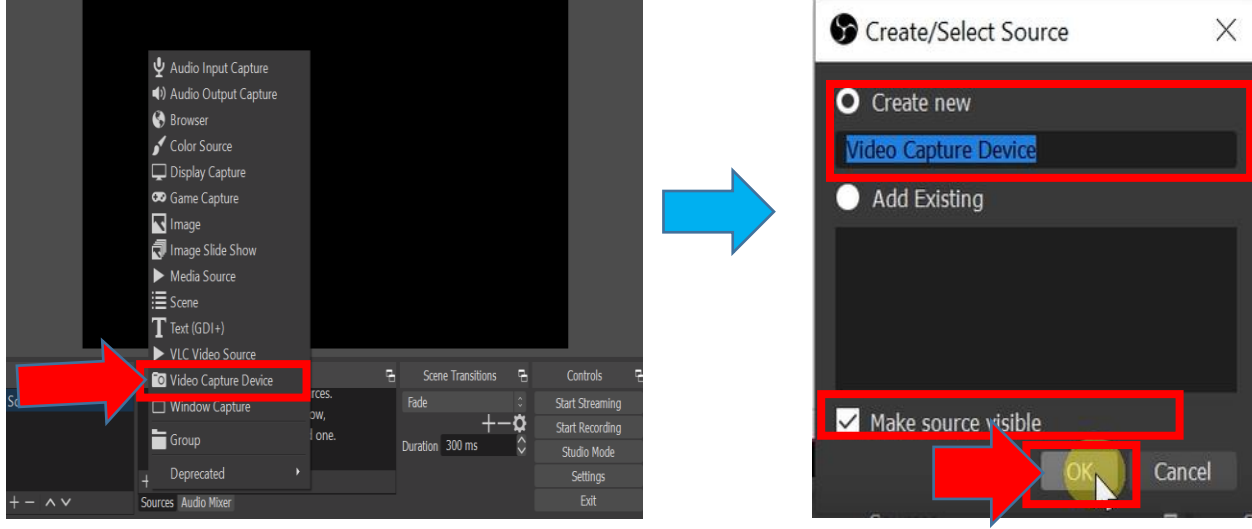 Audio Input Capture
Audio Output Capture
Browser
Color Source
Display Capture
Game Capture
Image
Image Slide Show
Media Source
Scene
Text (GDI+)
VLC Video Source
Video Capture Device
Window Capture
Group
Deprecated
rces.
ow,
l one.
Sources Audio Mixer
Scene Transitions
Fade
Duration 300 ms
Controls
Start Streaming
Start Recording
Studio Mode
Settings
Exit
Create/Select Source
Create new
Video Capture Device
Add Existing
Make source visible
OK Cancel